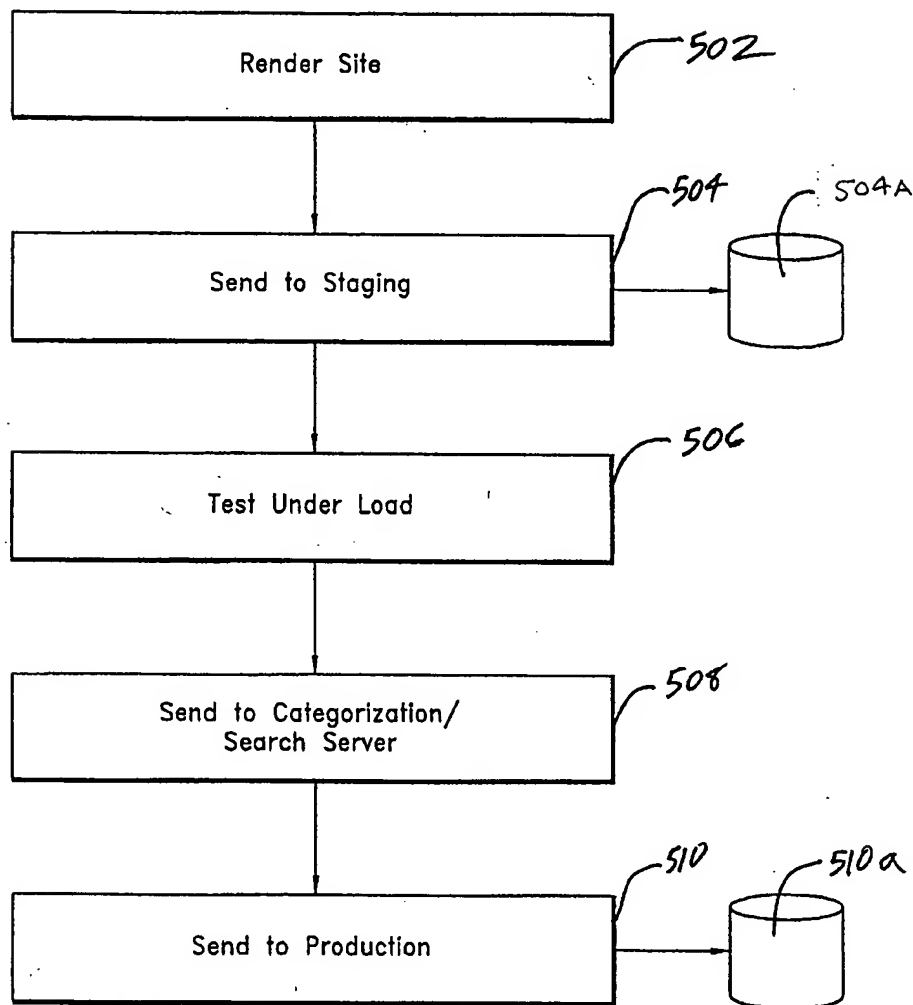 Render Site
502
Send to Staging
504
504A
Test Under Load
506
Send to Categorization/
Search Server
508
Send to Production
510
510a